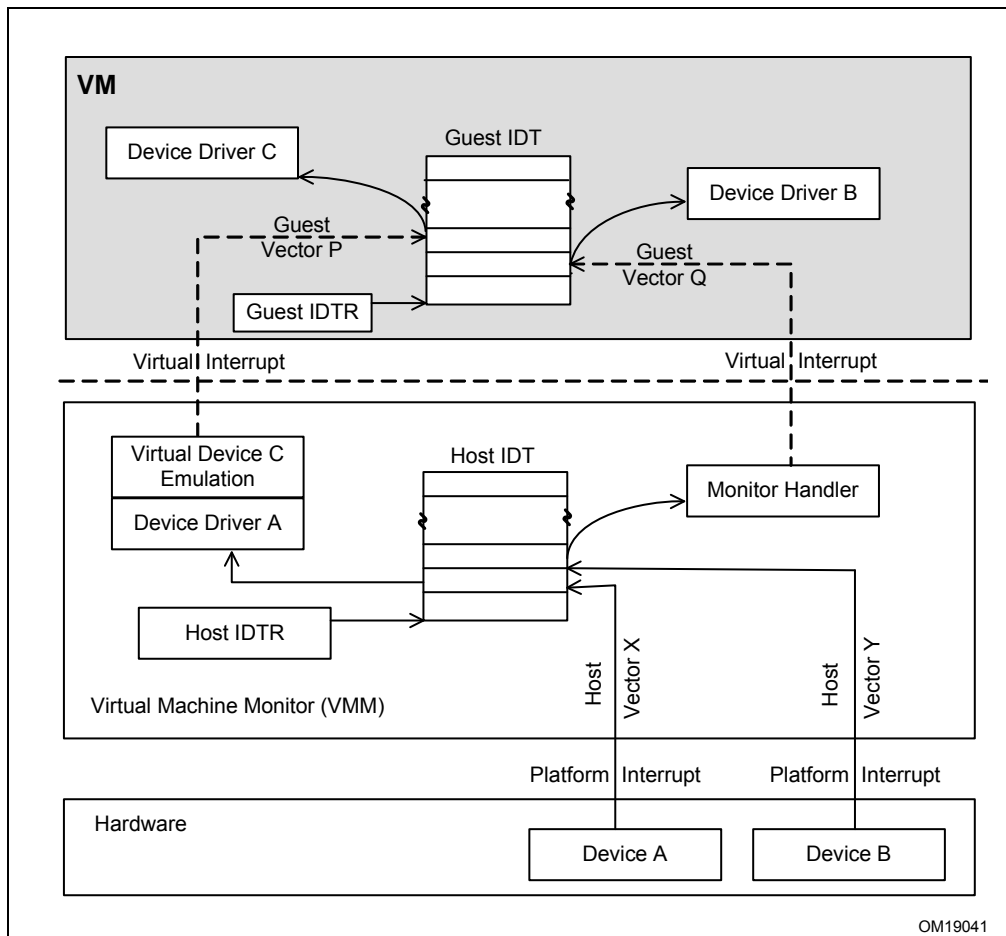 VM
Guest IDT
Device Driver C
Device Driver B
Guest
Vector P
Guest
Vector Q
Guest IDTR
Virtual Interrupt
Virtual Interrupt
Virtual Device C
Emulation
Host IDT
Monitor Handler
Device Driver A
Host IDTR
Host
Vector X
Host
Vector Y
Virtual Machine Monitor (VMM)
Platform Interrupt
Platform Interrupt
Hardware
Device A
Device B
OM19041